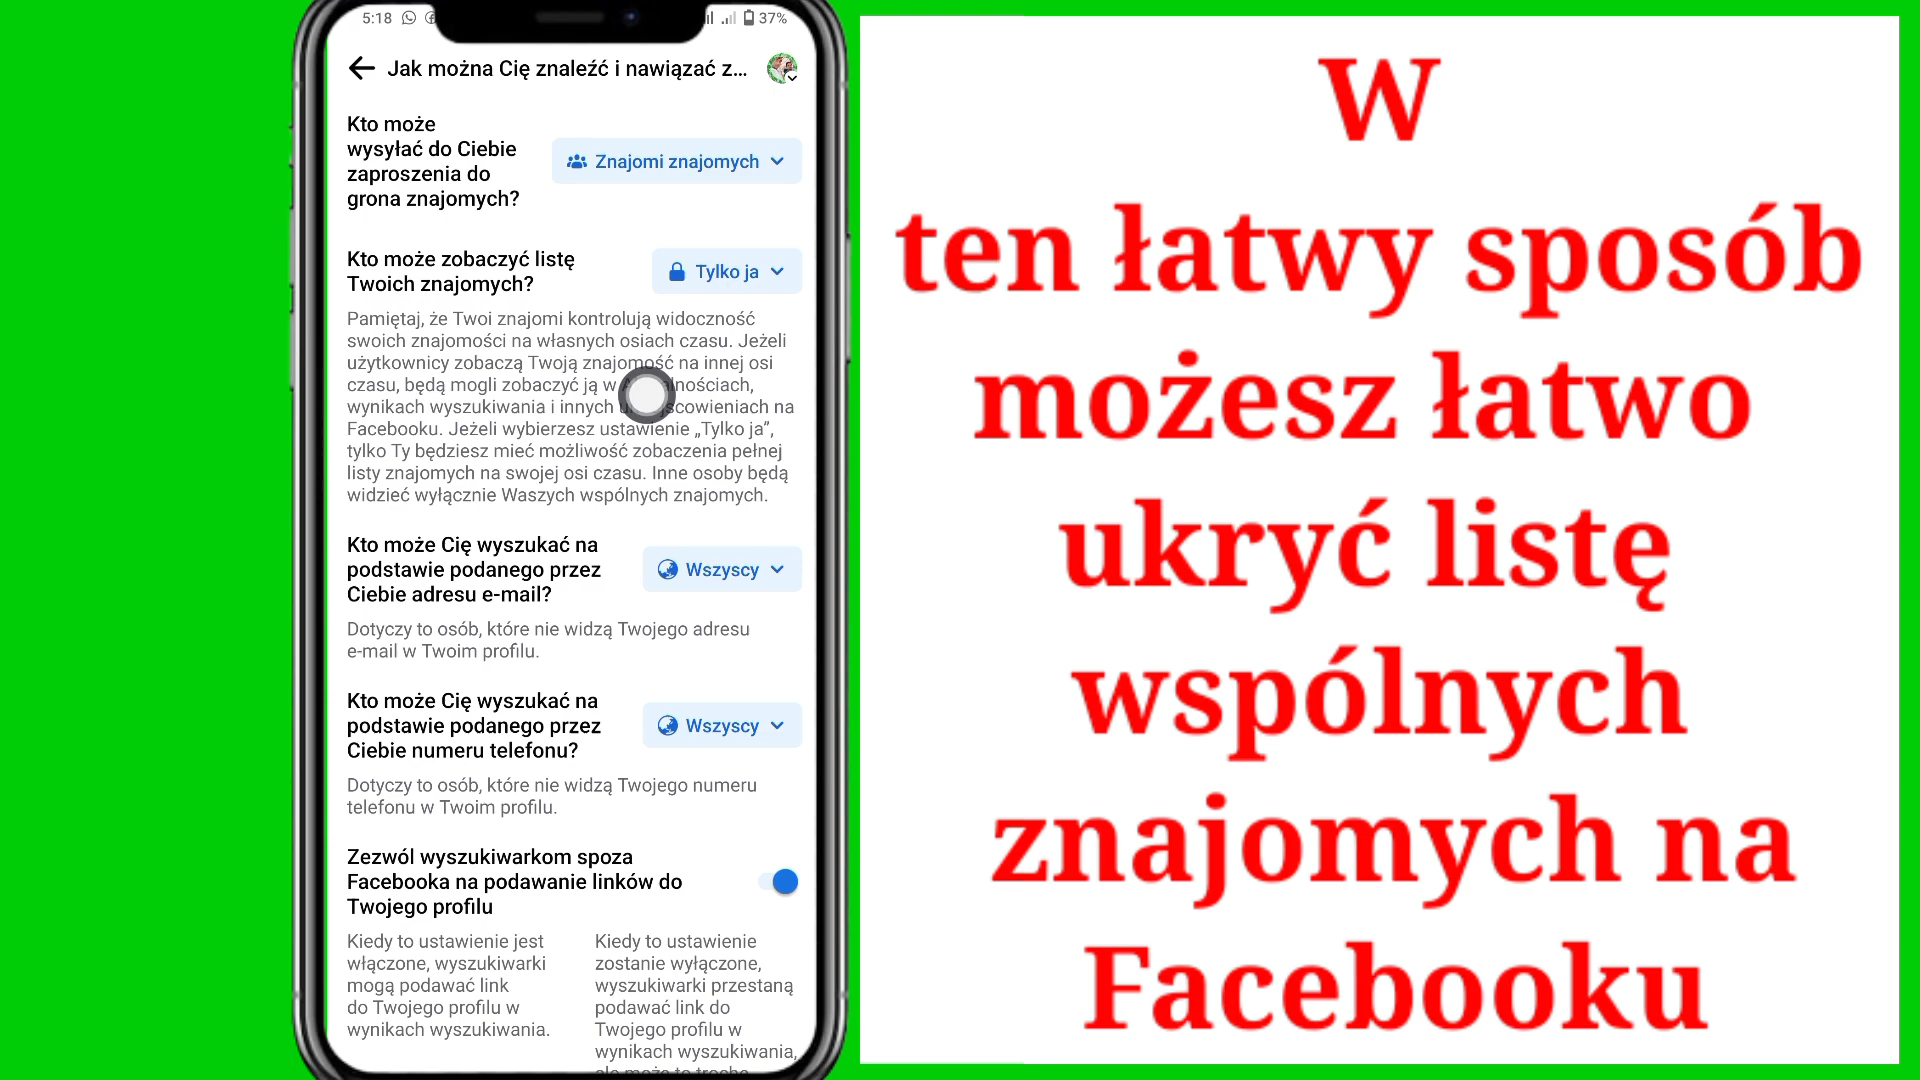 5:18
37%
Jak można Cię znaleźć i nawiązać z...
Kto może
wysyłać do Ciebie
zaproszenia do
grona znajomych?
Znajomi znajomych
Kto może zobaczyć listę
Twoich znajomych?
Tylko ja
Pamiętaj, że Twoi znajomi kontrolują widoczność
swoich znajomości na własnych osiach czasu. Jeżeli
użytkownicy zobaczą Twoją znajomość na innej osi
czasu, będą mogli zobaczyć ją w
wynikach wyszukiwania i innych na
Facebooku. Jeżeli wybierzesz ustawienie „Tylko ja”,
tylko Ty będziesz mieć możliwość zobaczenia pełnej
listy znajomych na swojej osi czasu. Inne osoby będą
widzieć wyłącznie Waszych wspólnych znajomych.
Kto może Cię wyszukać na
podstawie podanego przez
Ciebie adresu e-mail?
Wszyscy
Dotyczy to osób, które nie widzą Twojego adresu
e-mail w Twoim profilu.
Kto może Cię wyszukać na
podstawie podanego przez
Ciebie numeru telefonu?
Wszyscy
Dotyczy to osób, które nie widzą Twojego numeru
telefonu w Twoim profilu.
Zezwól wyszukiwarkom spoza
Facebooka na podawanie linków do
Twojego profilu
Kiedy to ustawienie jest
włączone, wyszukiwarki
mogą podawać link
do Twojego profilu w
wynikach wyszukiwania.
Kiedy to ustawienie
zostanie wyłączone,
wyszukiwarki przestaną
podawać link do
Twojego profilu w
wynikach wyszukiwania,
W
ten łatwy sposób
możesz łatwo
ukryć listę
wspólnych
znajomych na
Facebooku